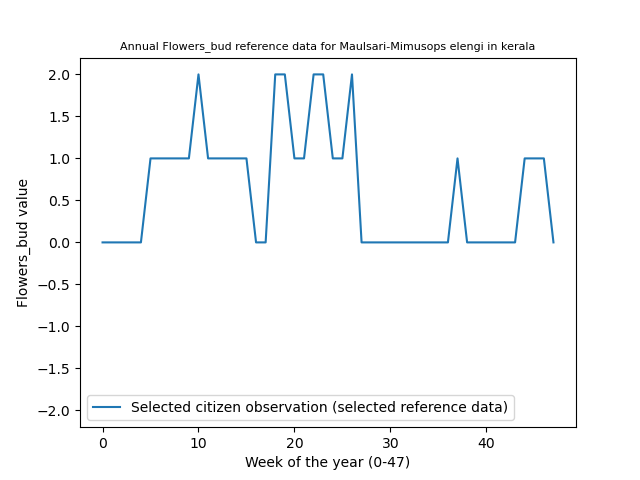 Annual Flowers_bud reference data for Maulsari-Mimusops elengi in kerala
2.0
1.5
1.0
0.5
0.0
−0.5
−1.0
−1.5
−2.0
Flowers_bud value
Selected citizen observation (selected reference data)
0 10 20 30 40
Week of the year (0-47)